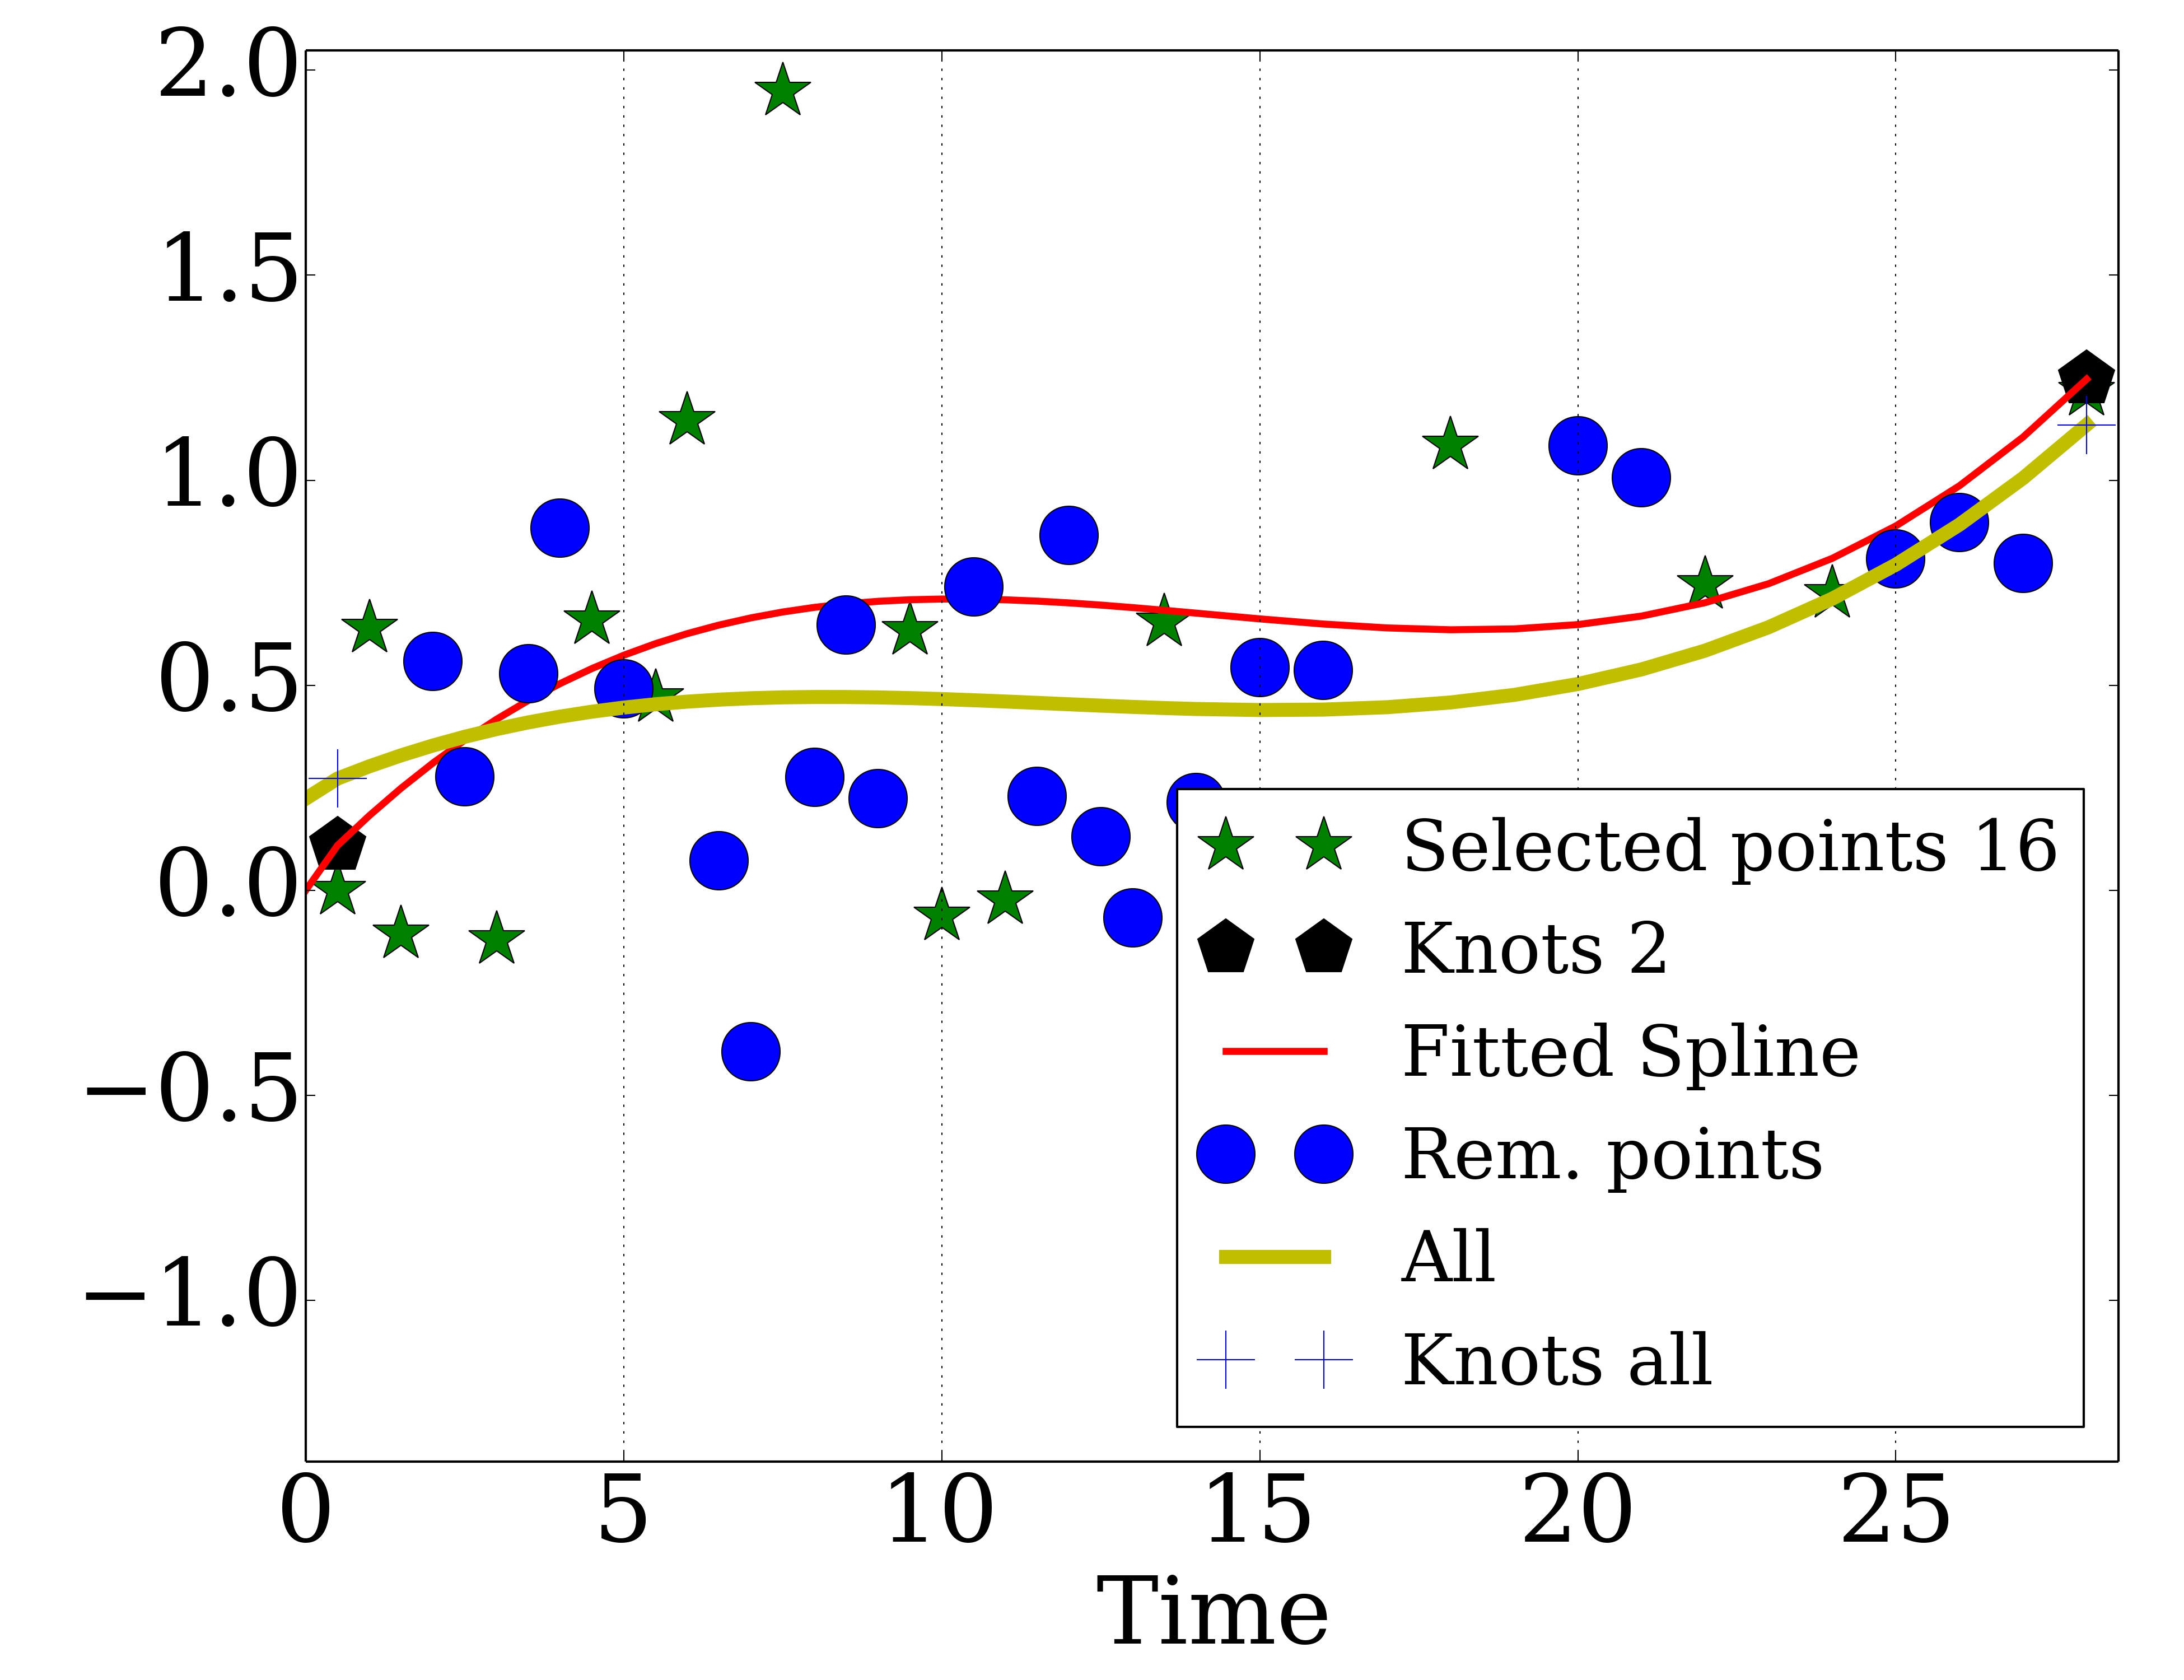 2.0
1.5
1.0
0.5
0.0
−0.5
−1.0
0 5 10 15 20 25
Time
Selected points 16
Knots 2
Fitted Spline
Rem. points
All
Knots all